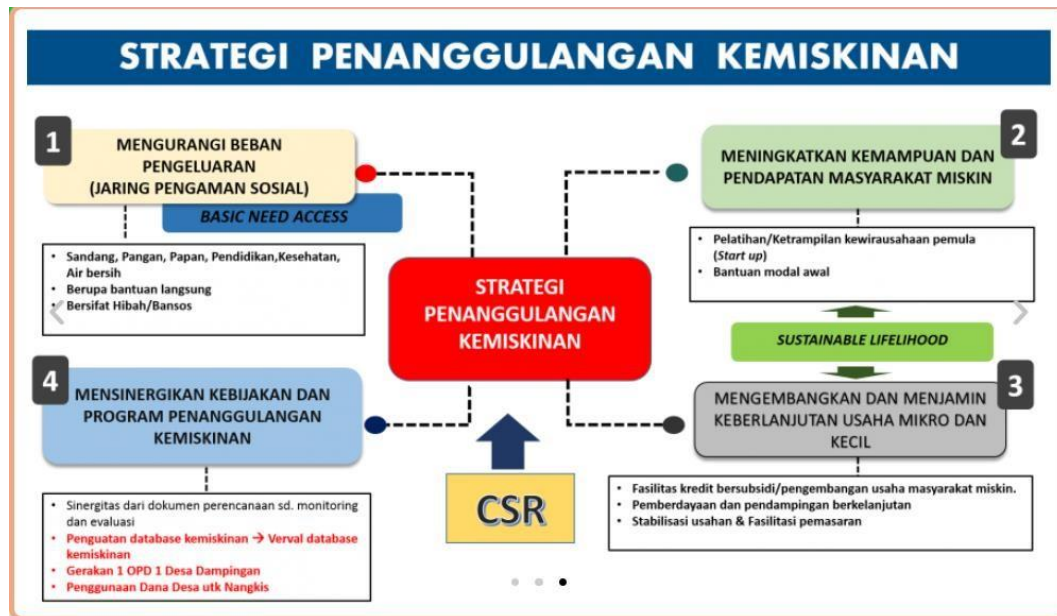 STRATEGI PENANGGULANGAN KEMISKINAN
1
MENGURANGI BEBAN
PENGELUARAN
(JARING PENGAMAN SOSIAL)
BASIC NEED ACCESS
• Sandang, Pangan, Papan, Pendidikan,Kesehatan,
Air bersih
• Berupa bantuan langsung
• Bersifat Hibah/Bansos
2
MENINGKATKAN KEMAMPUAN DAN
PENDAPATAN MASYARAKAT MISKIN
• Pelatihan/Ketrampilan kewirausahaan pemula
(Start up)
• Bantuan modal awal
STRATEGI
PENANGGULANGAN
KEMISKINAN
SUSTAINABLE LIFELIHOOD
3
MENGEMBANGKAN DAN MENJAMIN
KEBERLANJUTAN USAHA MIKRO DAN
KECIL
• Fasilitas kredit bersubsidi/pengembangan usaha masyarakat miskin.
• Pemberdayaan dan pendampingan berkelanjutan
• Stabilisasi usahan & Fasilitasi pemasaran
4
MENSINERGIKAN KEBIJAKAN DAN
PROGRAM PENANGGULANGAN
KEMISKINAN
• Sinergitas dari dokumen perencanaan sd. monitoring
dan evaluasi
• Penguatan database kemiskinan → Verval database
kemiskinan
• Gerakan 1 OPD 1 Desa Dampingan
• Penggunaan Dana Desa utk Nangkis
CSR